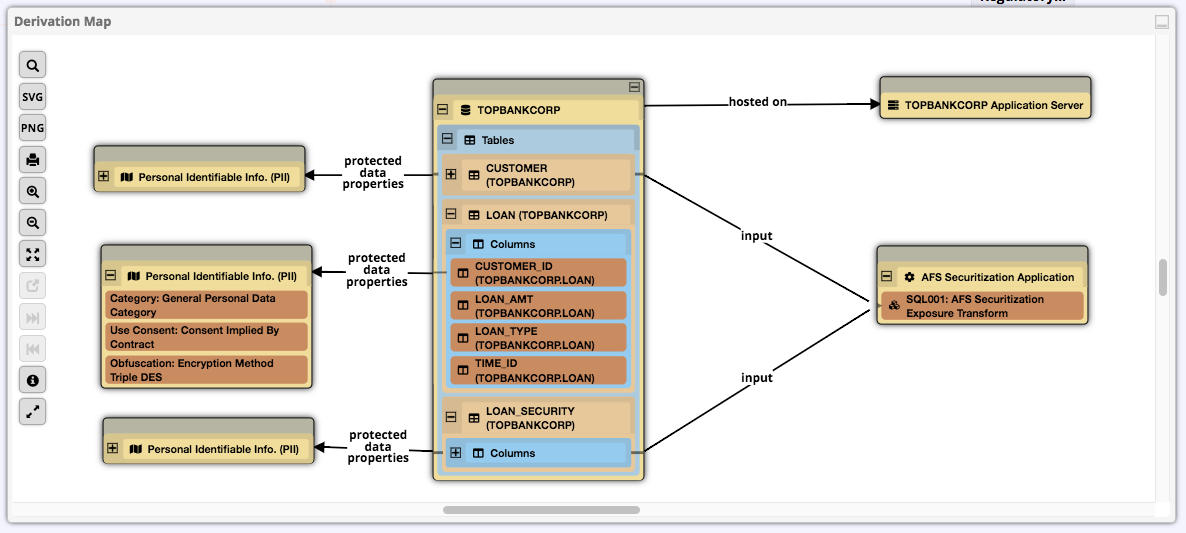 Regulatory...
Derivation Map
SVG
PNG
protected
data
properties
Personal Identifiable Info. (PII)
protected
data
properties
Personal Identifiable Info. (PII)
Category: General Personal Data
Category
Use Consent: Consent Implied By
Contract
Obfuscation: Encryption Method
Triple DES
protected
data
properties
Personal Identifiable Info. (PII)
TOPBANKCORP
Tables
CUSTOMER
(TOPBANKCORP)
LOAN (TOPBANKCORP)
Columns
CUSTOMER_ID
(TOPBANKCORP.LOAN)
LOAN_AMT
(TOPBANKCORP.LOAN)
LOAN_TYPE
(TOPBANKCORP.LOAN)
TIME_ID
(TOPBANKCORP.LOAN)
LOAN_SECURITY
(TOPBANKCORP)
Columns
hosted on
TOPBANKCORP Application Server
input
AFS Securitization Application
SQL001: AFS Securitization
Exposure Transform
input